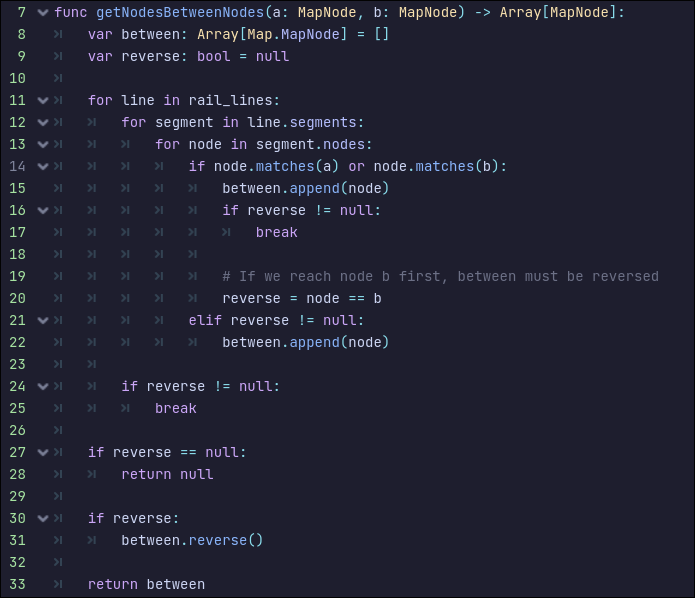 7 func getNodesBetweenNodes(a: MapNode, b: MapNode) -> Array[MapNode]:
8 var between: Array[Map.MapNode] = []
9 var reverse: bool = null
10
11 for line in rail_lines:
12 for segment in line.segments:
13 for node in segment.nodes:
14 if node.matches(a) or node.matches(b):
15 between.append(node)
16 if reverse != null:
17 break
18
19 # If we reach node b first, between must be reversed
20 reverse = node == b
21 elif reverse != null:
22 between.append(node)
23
24 if reverse != null:
25 break
26
27 if reverse == null:
28 return null
29
30 if reverse:
31 between.reverse()
32
33 return between